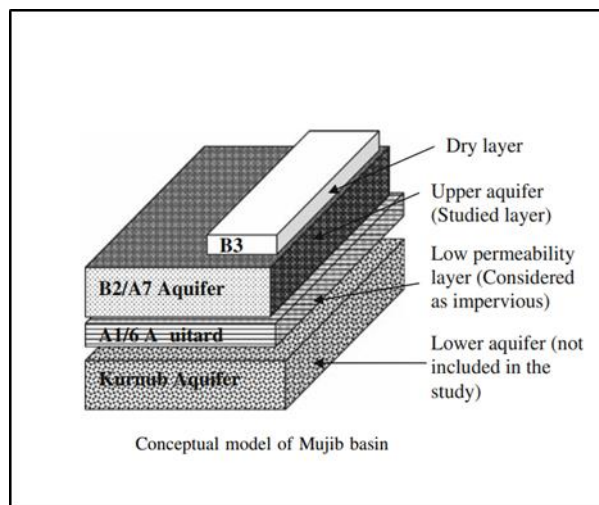 Dry layer
Upper aquifer
(Studied layer)
B3
Low permeability
layer (Considered
as impervious)
B2/A7 Aquifer
A1/6 A uitard
Lower aquifer (not
included in the
study)
Kurnub Aquifer
Conceptual model of Mujib basin